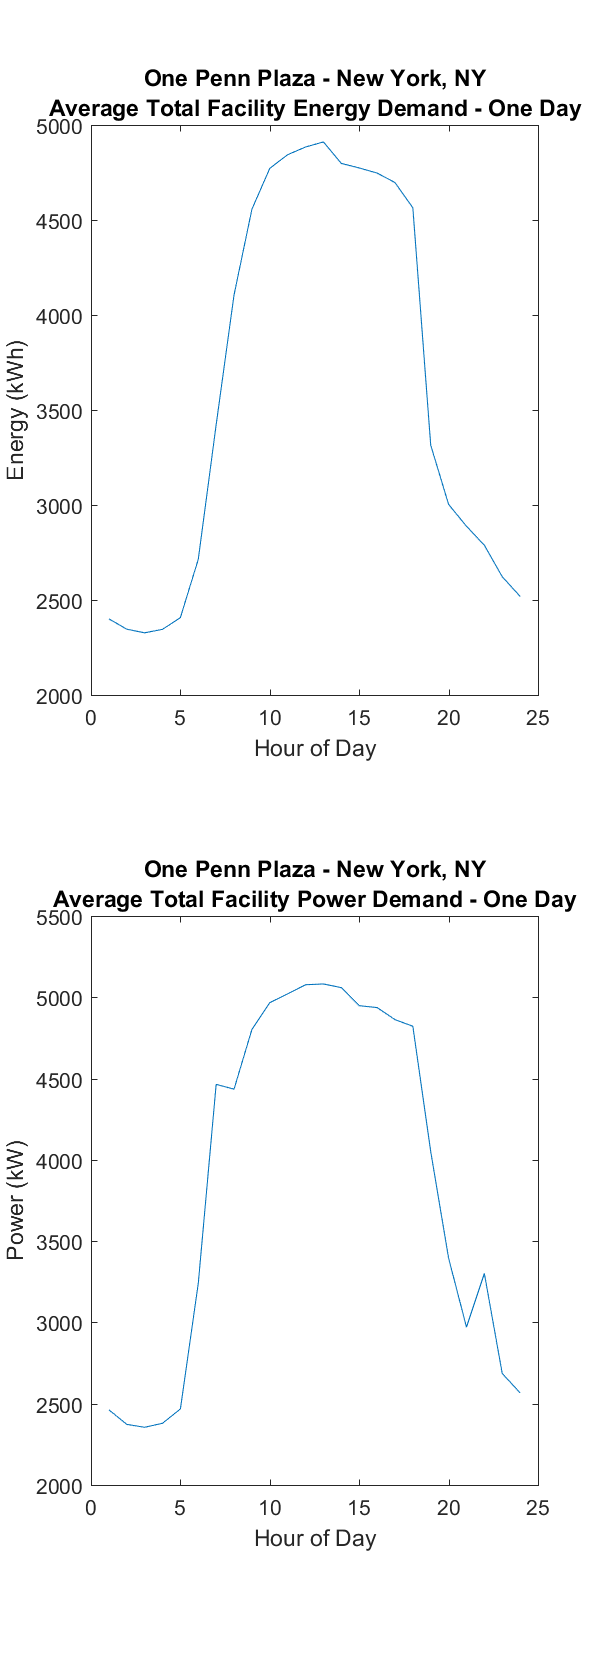 One Penn Plaza - New York, NY
Average Total Facility Energy Demand - One Day
5000
4500
4000
3500
3000
2500
2000
Energy (kWh)
0 5 10 15 20 25
Hour of Day
One Penn Plaza - New York, NY
Average Total Facility Power Demand - One Day
5500
5000
4500
4000
3500
3000
2500
2000
Power (kW)
0 5 10 15 20 25
Hour of Day